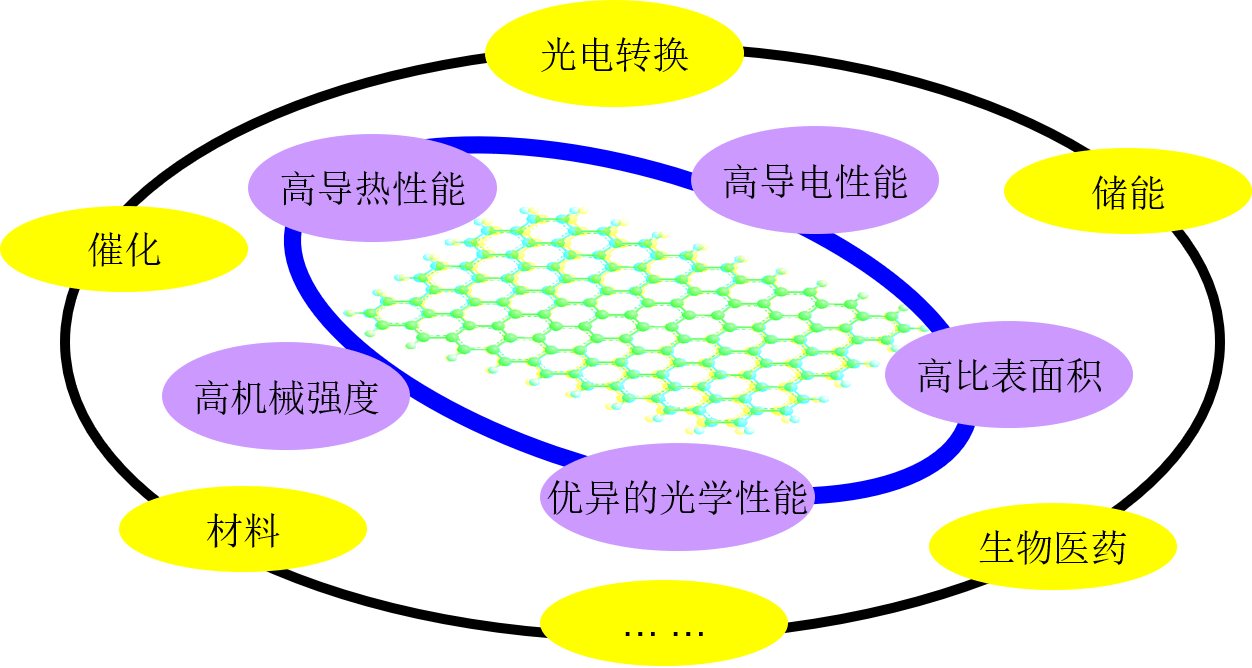 光电转换
高导热性能
高导电性能
储能
催化
高机械强度
高比表面积
优异的光学性能
材料
生物医药
... ...